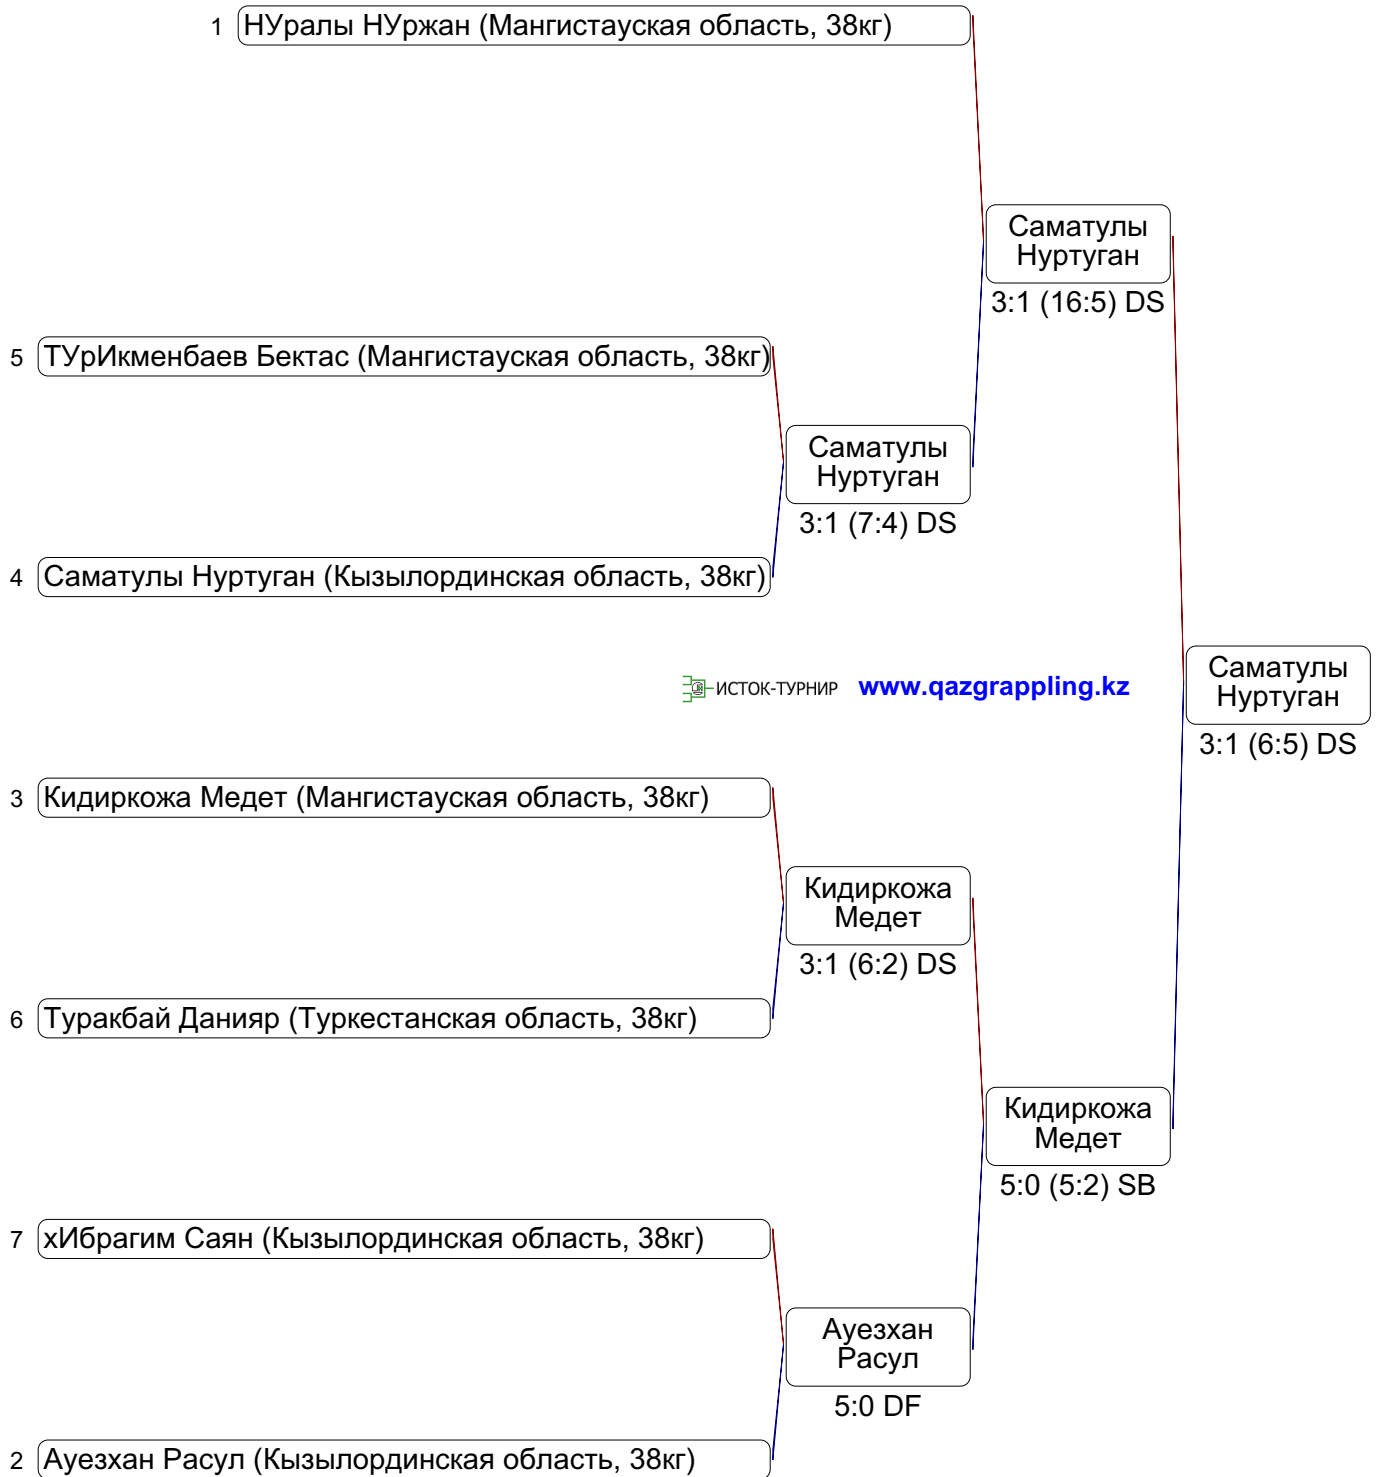 1 НУралы НУржан (Мангистауская область, 38кг)
Саматулы
Нуртуган
3:1 (16:5) DS
5 ТУрИкменбаев Бектас (Мангистауская область, 38кг)
Саматулы
Нуртуган
3:1 (7:4) DS
4 Саматулы Нуртуган (Кызылординская область, 38кг)
ИСТОК-ТУРНИР www.qazgrappling.kz
Саматулы
Нуртуган
3:1 (6:5) DS
3 Кидиркожа Медет (Мангистауская область, 38кг)
Кидиркожа
Медет
3:1 (6:2) DS
6 Туракбай Данияр (Туркестанская область, 38кг)
Кидиркожа
Медет
5:0 (5:2) SB
7 хИбрагим Саян (Кызылординская область, 38кг)
Ауезхан
Расул
5:0 DF
2 Ауезхан Расул (Кызылординская область, 38кг)